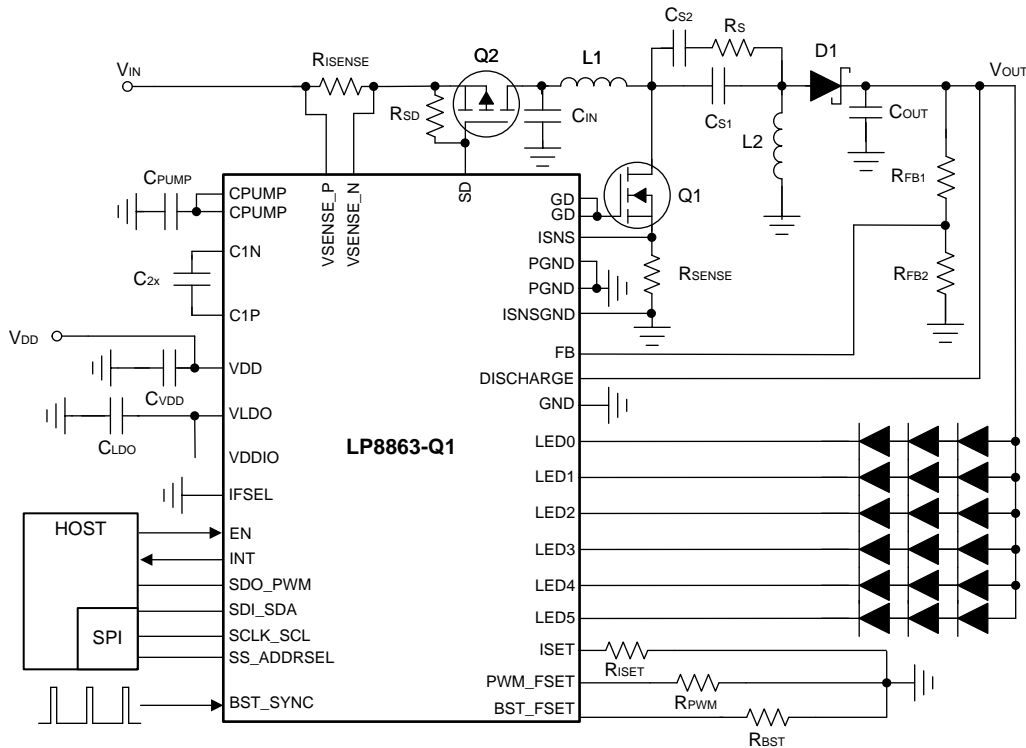 CS2
RS
RISENSE
Q2
L1
D1
VIN
VOUT
RSD
CIN
CS1
L2
COUT
CPUMP
CPUMP
CPUMP
VSENSE_P
VSENSE_N
SD
GD
GD
Q1
RFB1
ISNS
C1N
C2x
PGND
PGND
RSENSE
RFB2
C1P
ISNSGND
VDD
VDD
FB
CVDD
DISCHARGE
GND
VLDO
CLDO
LP8863-Q1
LED0
VDDIO
LED1
IFSEL
LED2
HOST
EN
INT
LED3
SDO_PWM
LED4
SDI_SDA
LED5
SPI
SCLK_SCL
SS_ADDRSEL
ISET
RISET
PWM_FSET
RPWM
BST_SYNC
BST_FSET
RBST